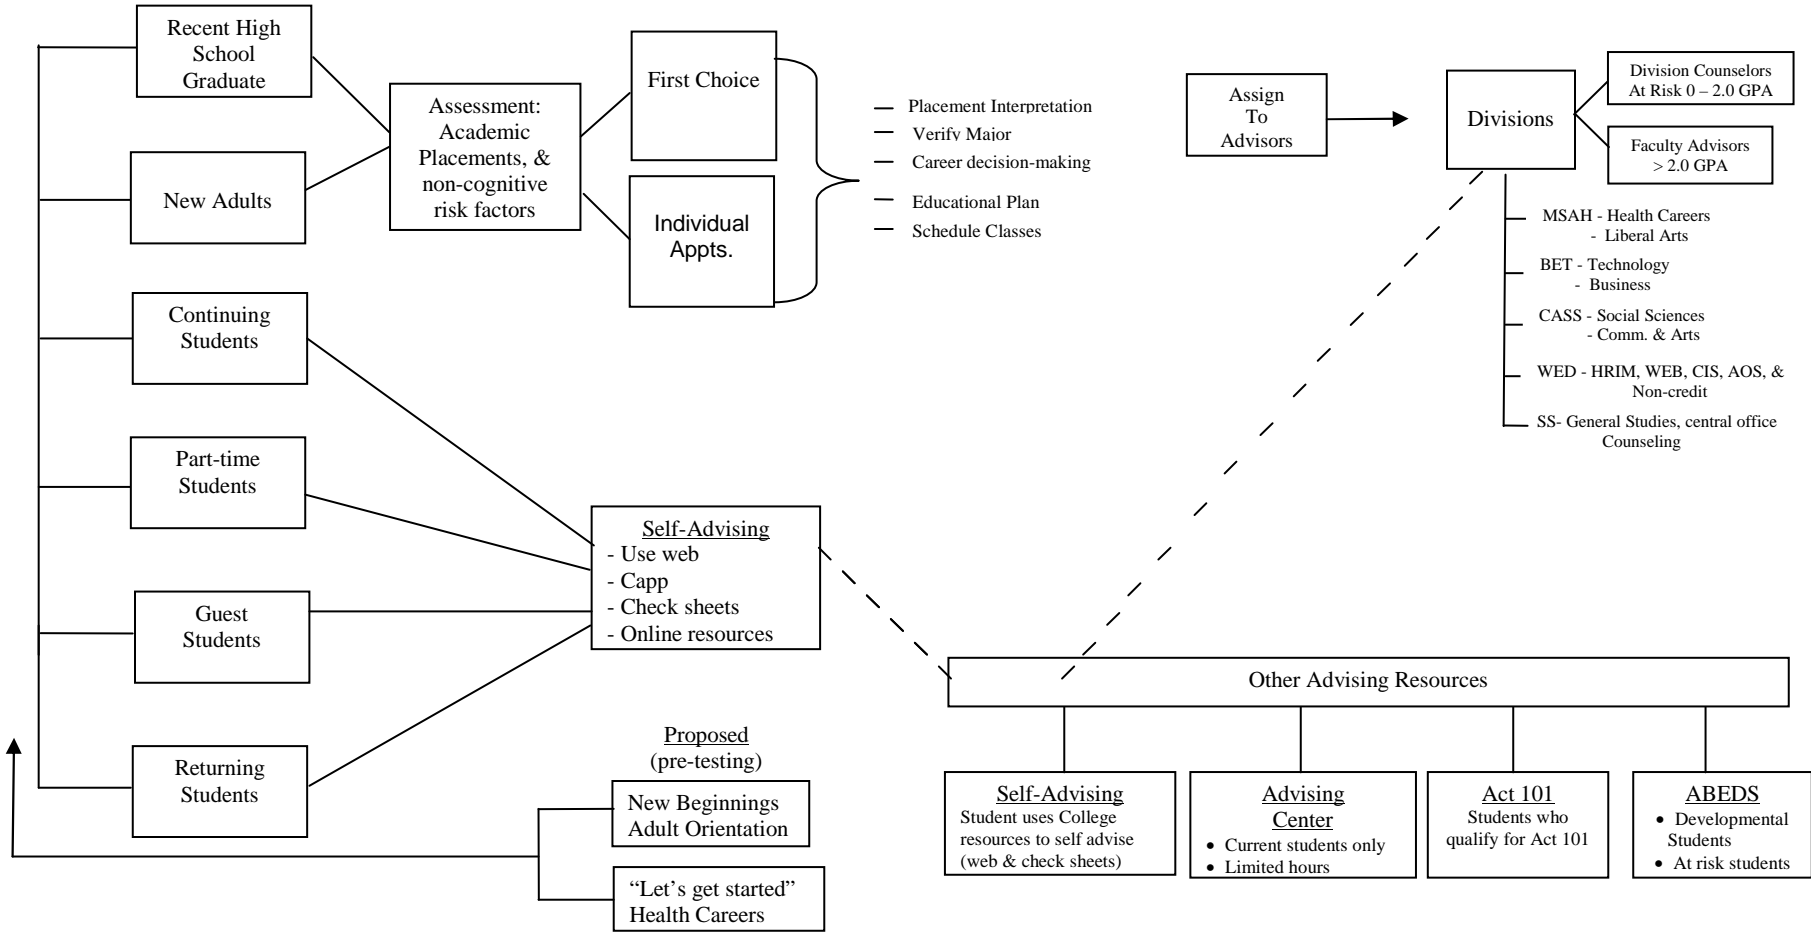 Recent High
School
Graduate
New Adults
Continuing
Students
Part-time
Students
Guest
Students
Returning
Students
Assessment:
Academic
Placements, &
non-cognitive
risk factors
First Choice
Individual
Appts.
Placement Interpretation
Verify Major
Career decision-making
Educational Plan
Schedule Classes
Assign
To
Advisors
Divisions
Division Counselors
At Risk 0 – 2.0 GPA
Faculty Advisors
> 2.0 GPA
MSAH - Health Careers
- Liberal Arts
BET - Technology
- Business
CASS - Social Sciences
- Comm. & Arts
WED - HRIM, WEB, CIS, AOS, &
Non-credit
SS- General Studies, central office
Counseling
Self-Advising
- Use web
- Capp
- Check sheets
- Online resources
Proposed
(pre-testing)
New Beginnings
Adult Orientation
“Let’s get started”
Health Careers
Other Advising Resources
Self-Advising
Student uses College
resources to self advise
(web & check sheets)
Advising
Center
• Current students only
• Limited hours
Act 101
Students who
qualify for Act 101
ABEDS
• Developmental
Students
• At risk students